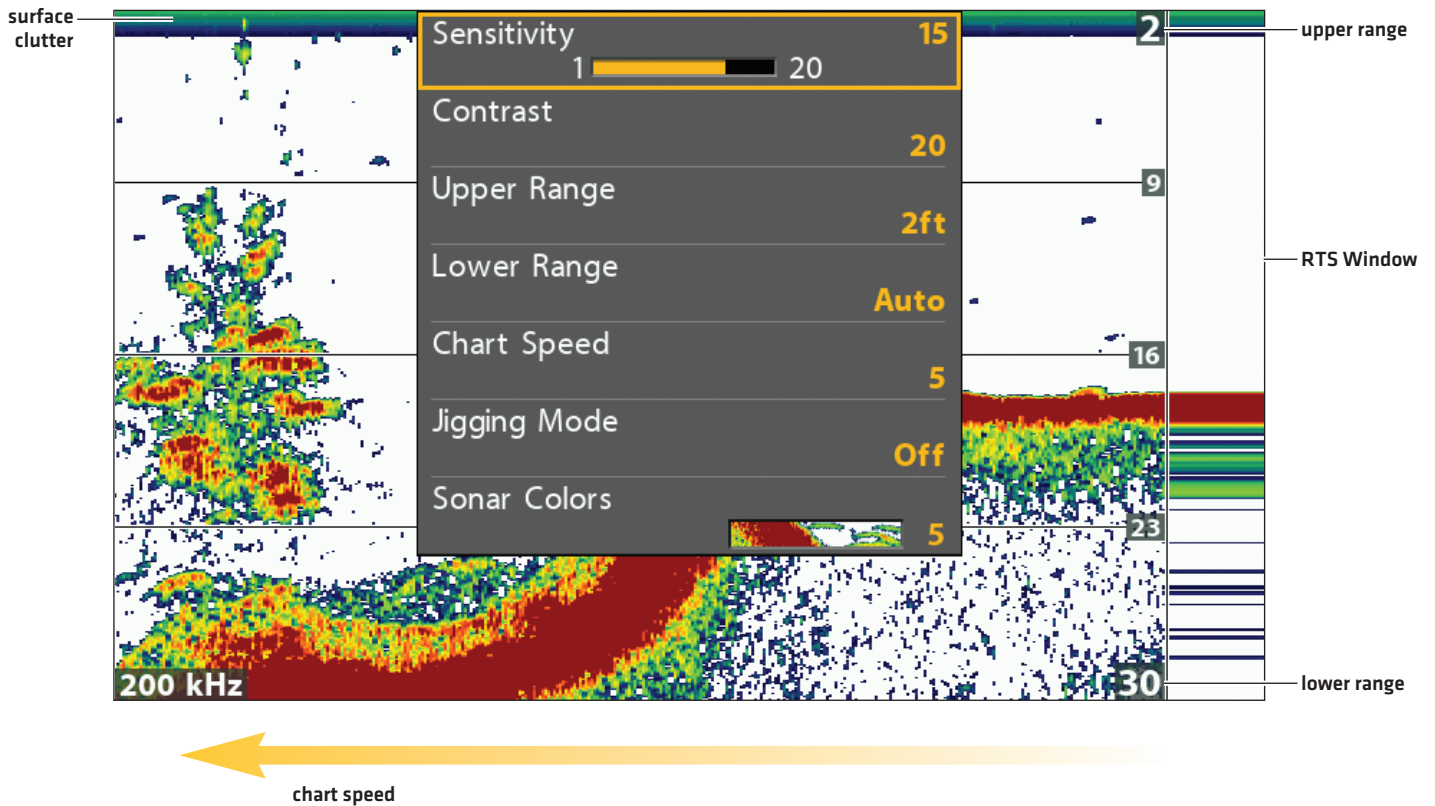 surface
clutter
Sensitivity 15
1 20
Contrast
20
Upper Range
2ft
Lower Range
Auto
Chart Speed
5
Jigging Mode
Off
Sonar Colors
5
2
9
16
23
30
200 kHz
upper range
RTS Window
lower range
chart speed